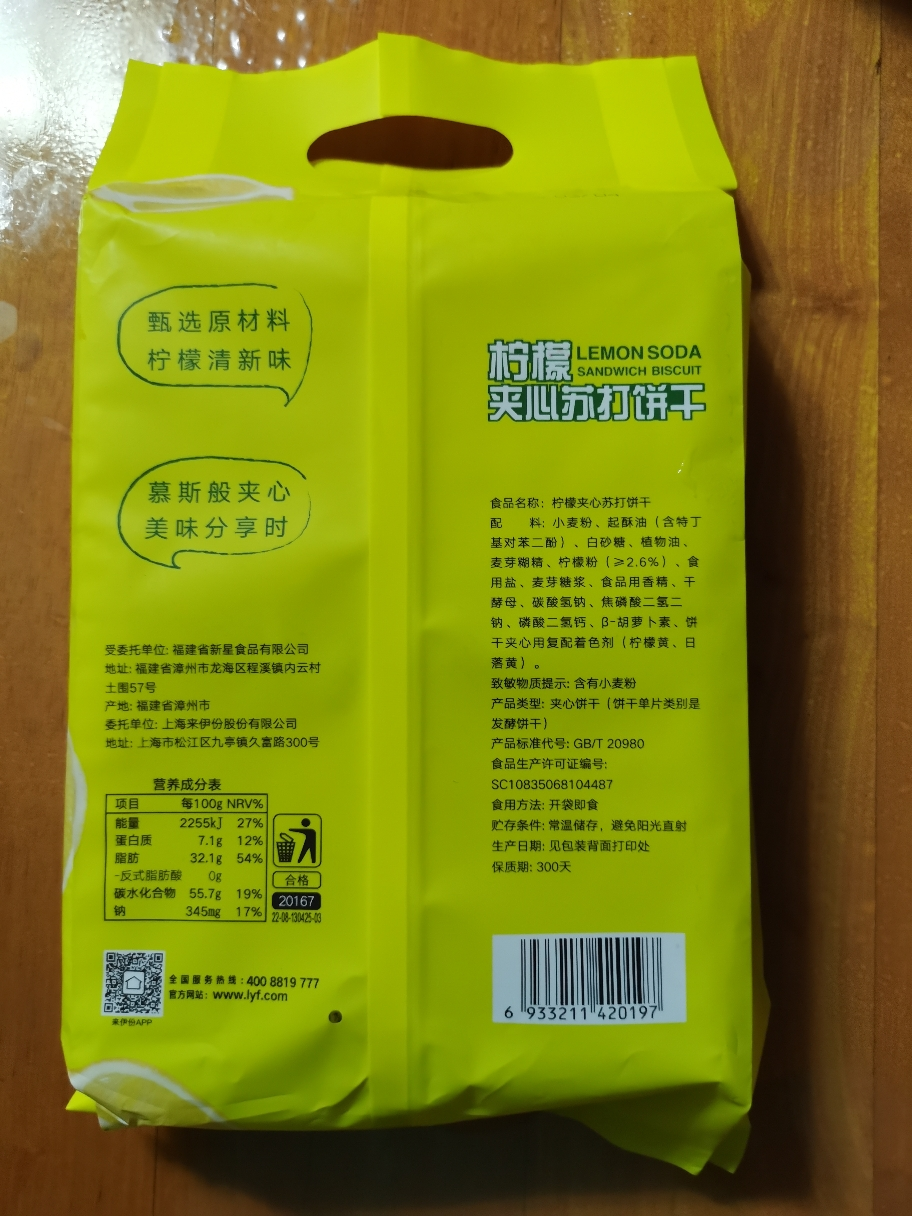 甄选原材料
柠檬清新味
慕斯般夹心
美味分享时
受委托单位: 福建省新星食品有限公司
地址: 福建省漳州市龙海区程溪镇内云村
土围57号
产地: 福建省漳州市
委托单位: 上海来伊份股份有限公司
地址: 上海市松江区九亭镇久富路300号
营养成分表
项目 每100g NRV%
能量 2255kJ 27%
蛋白质 7.1g 12%
脂肪 32.1g 54%
-反式脂肪酸 0g
碳水化合物 55.7g 19%
钠 345mg 17%
合格
20167
22-08-130425-03
全国服务热线: 400 8819 777
官方网站: www.lyf.com
来伊份APP
柠檬 LEMON SODA
SANDWICH BISCUIT
夹心苏打饼干
食品名称: 柠檬夹心苏打饼干
配 料: 小麦粉、起酥油（含特丁
基对苯二酚）、白砂糖、植物油、
麦芽糊精、柠檬粉（≥2.6%）、食
用盐、麦芽糖浆、食品用香精、干
酵母、碳酸氢钠、焦磷酸二氢二
钠、磷酸二氢钙、β-胡萝卜素、饼
干夹心用复配着色剂（柠檬黄、日
落黄）。
致敏物质提示: 含有小麦粉
产品类型: 夹心饼干（饼干单片类别是
发酵饼干）
产品标准代号: GB/T 20980
食品生产许可证编号:
SC10835068104487
食用方法: 开袋即食
贮存条件: 常温储存，避免阳光直射
生产日期: 见包装背面打印处
保质期: 300天
6 933211 420197